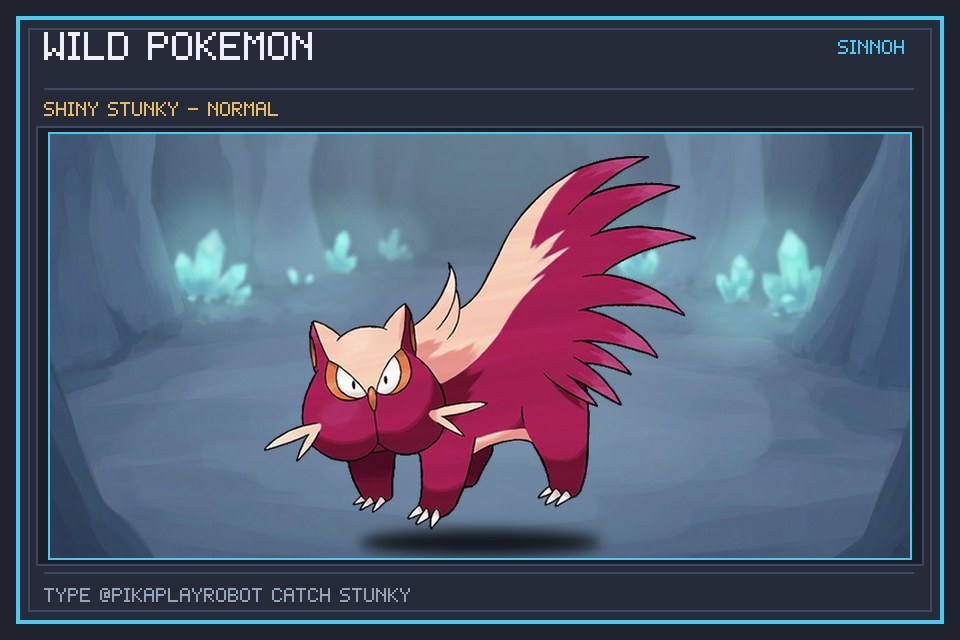 WILD POKEMON
SINNOH
SHINY STUNKY - NORMAL
TYPE @PIKAPLAYROBOT CATCH STUNKY